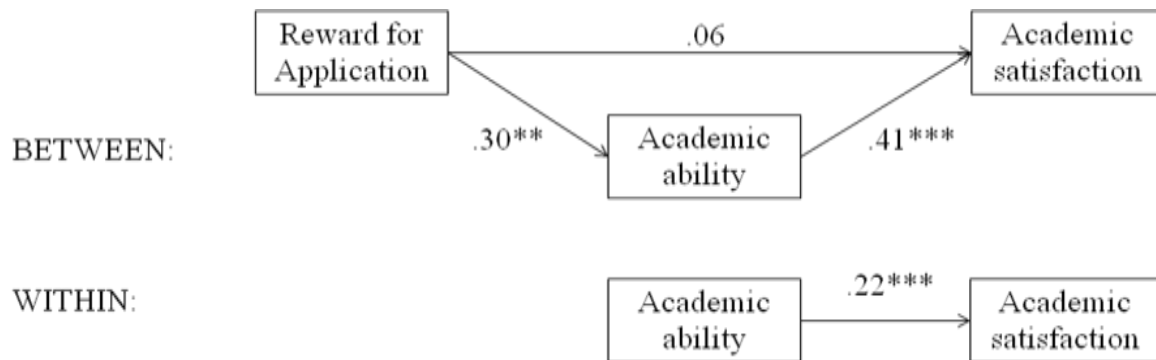 Reward for
Application
.06
Academic
satisfaction
BETWEEN:
.30**
Academic
ability
.41***
WITHIN:
Academic
ability
.22***
Academic
satisfaction